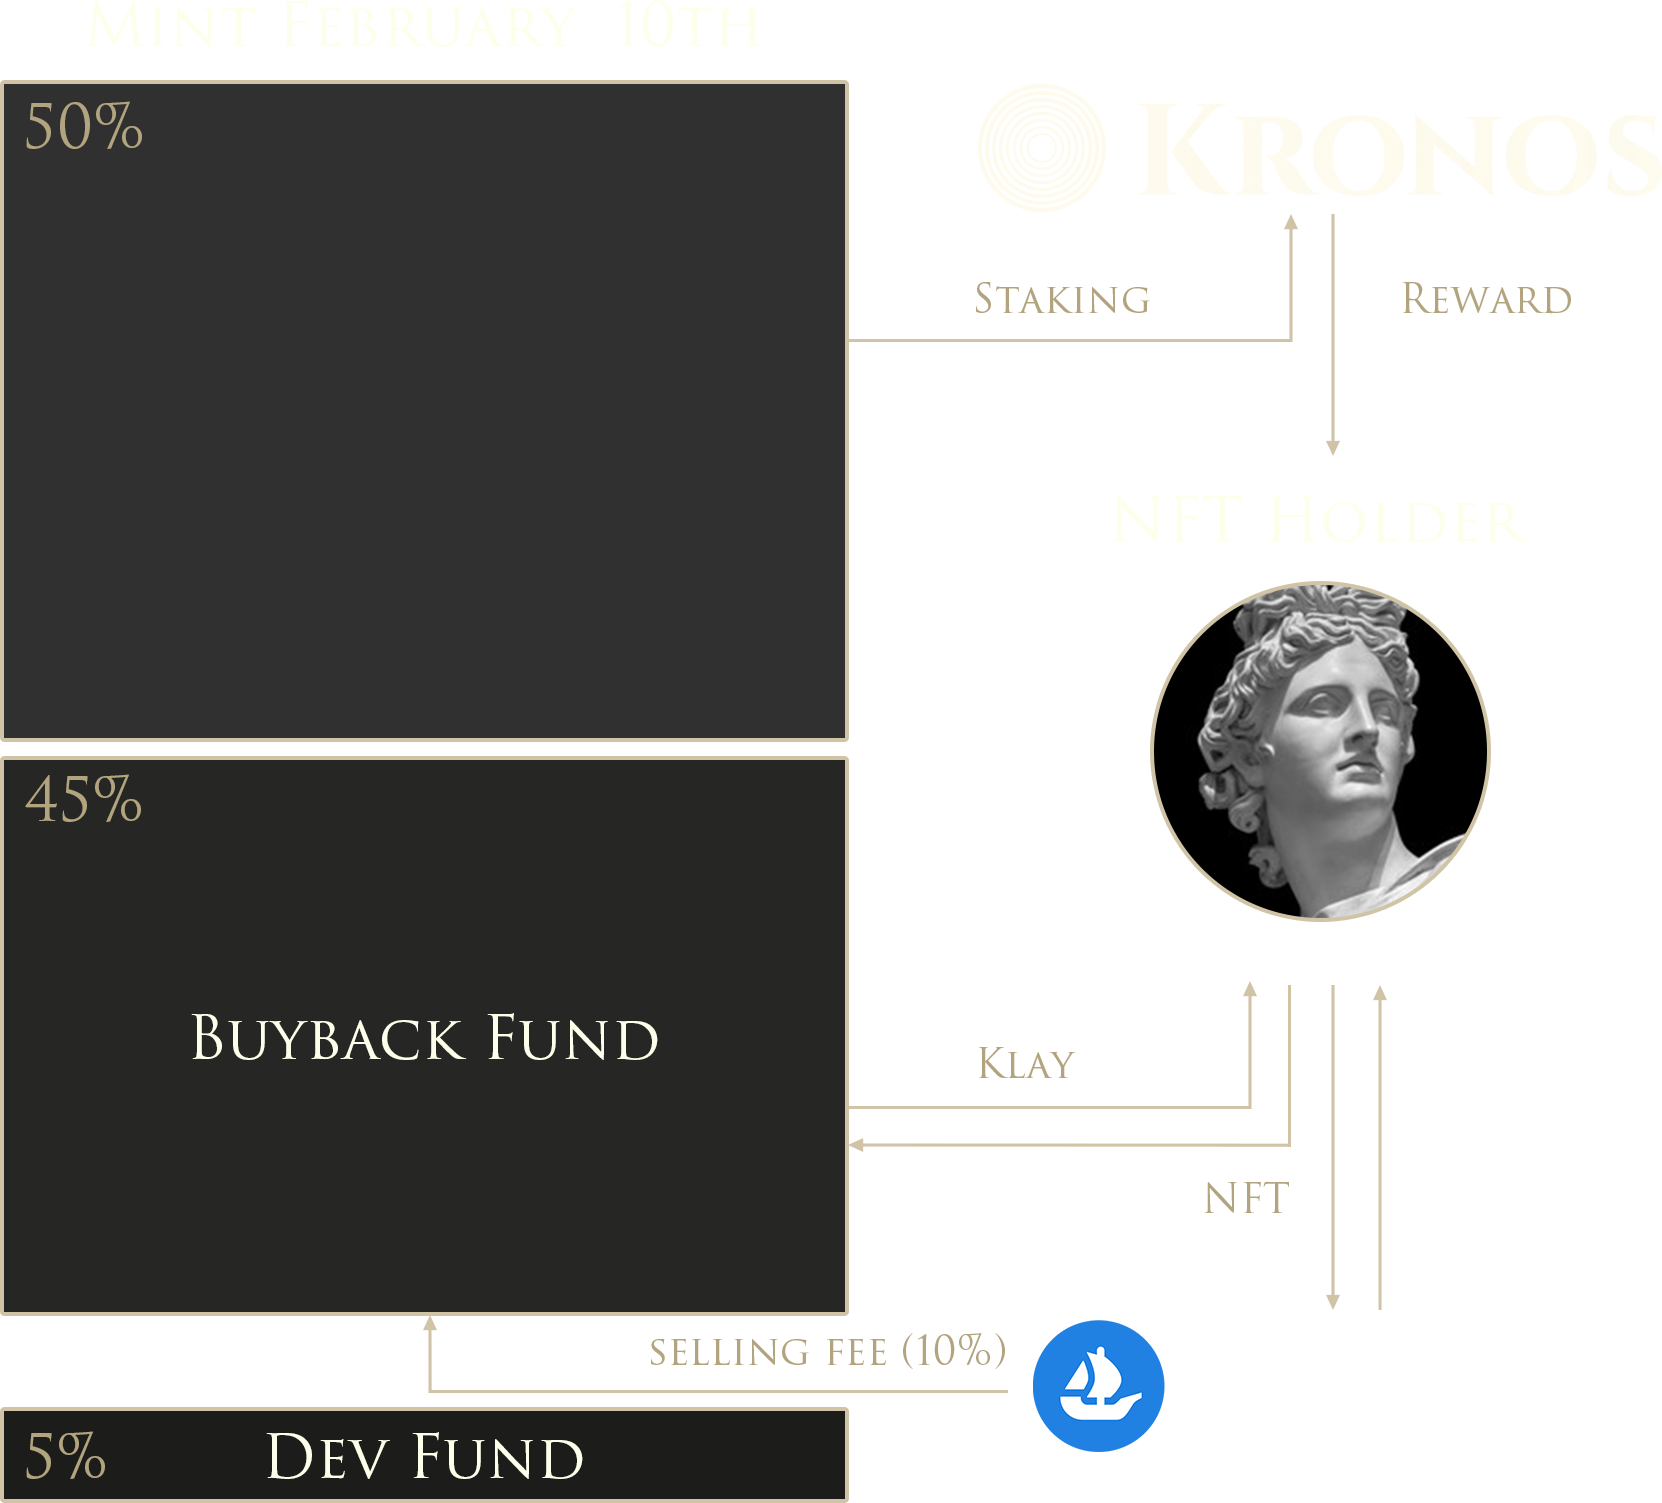 Mint February 10th
50%
Kronos
Staking
Reward
NFT Holder
45%
Buyback Fund
Klay
NFT
selling fee (10%)
5%
Dev Fund